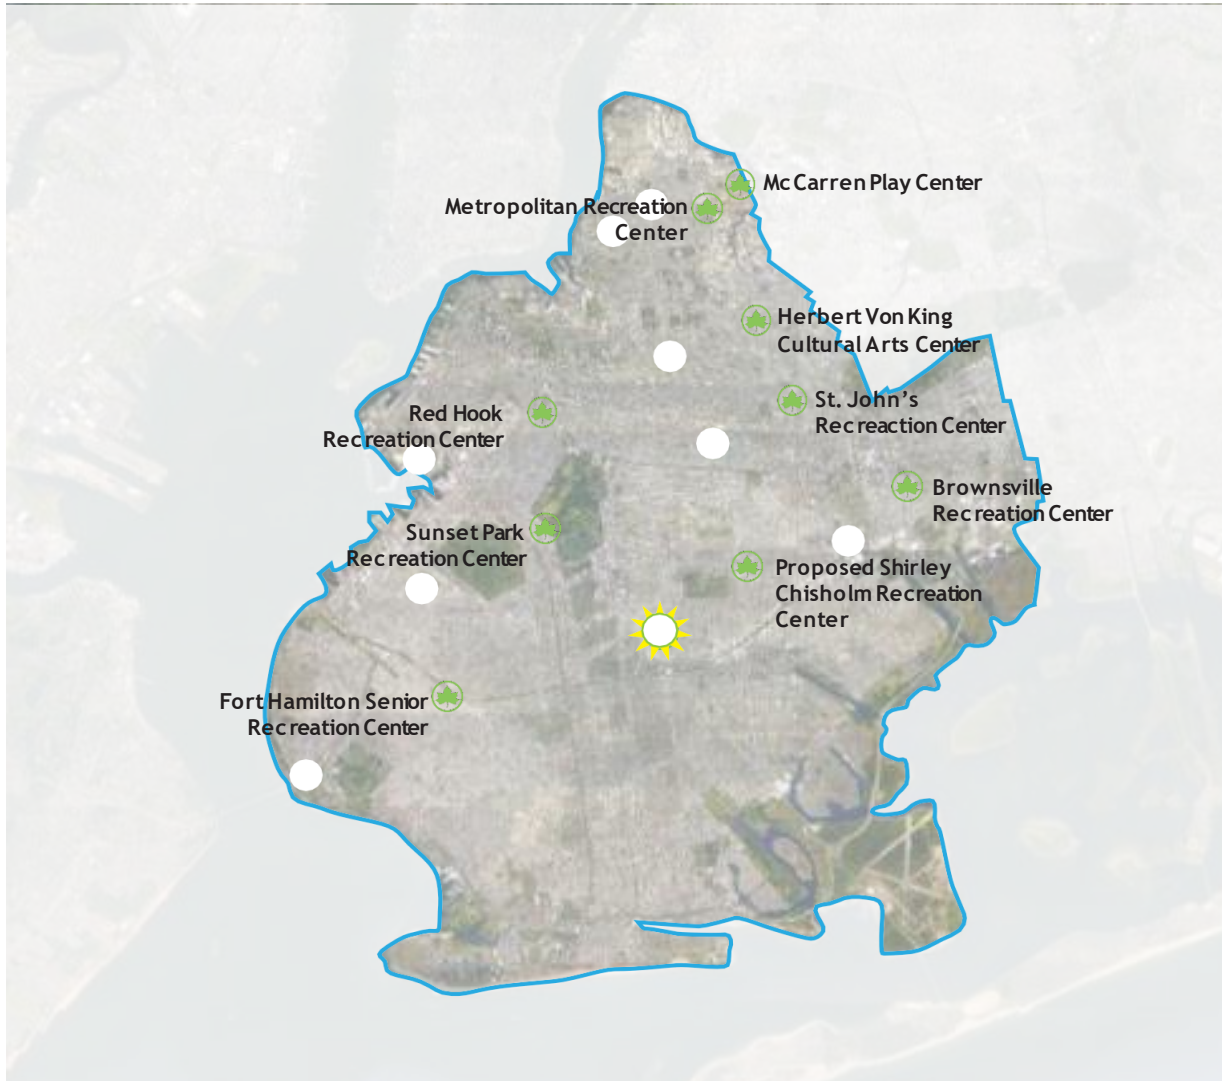 McCarren Play Center
Metropolitan Recreation
Center
Herbert Von King
Cultural Arts Center
St. John's
Recreaction Center
Red Hook
Recreation Center
Brownsville
Recreation Center
Sunset Park
Recreation Center
Proposed Shirley
Chisholm Recreation
Center
Fort Hamilton Senior
Recreation Center